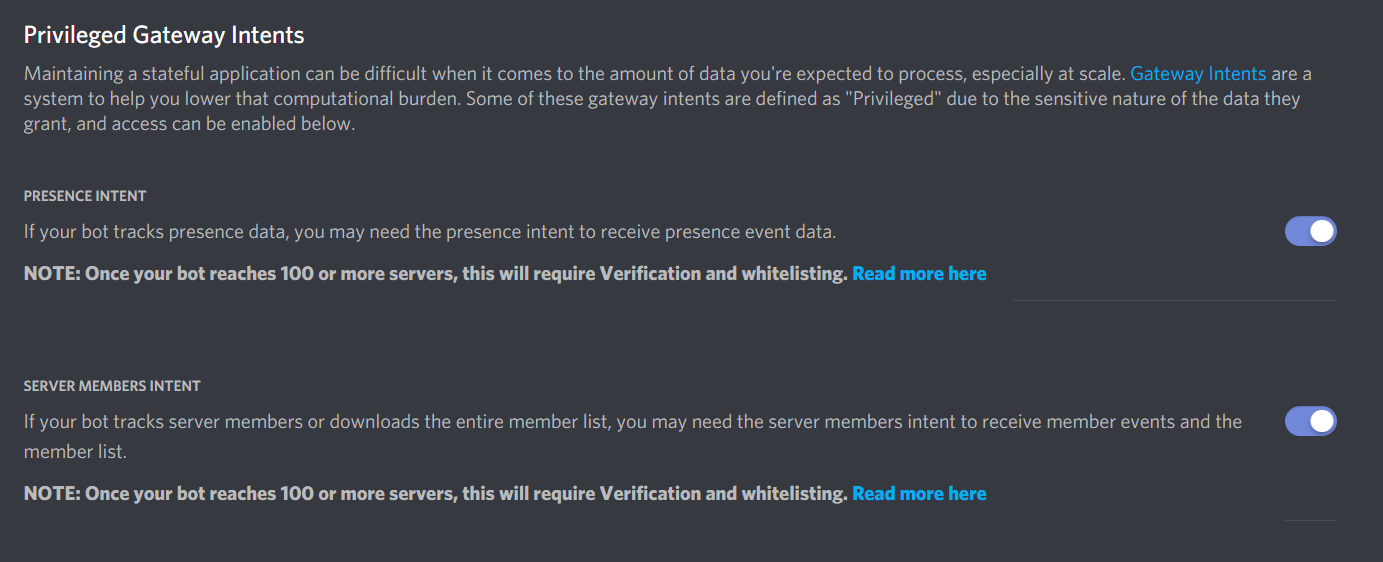 Privileged Gateway Intents
Maintaining a stateful application can be difficult when it comes to the amount of data you're expected to process, especially at scale. Gateway Intents are a
system to help you lower that computational burden. Some of these gateway intents are defined as "Privileged" due to the sensitive nature of the data they
grant, and access can be enabled below.
PRESENCE INTENT
If your bot tracks presence data, you may need the presence intent to receive presence event data.
NOTE: Once your bot reaches 100 or more servers, this will require Verification and whitelisting. Read more here
SERVER MEMBERS INTENT
If your bot tracks server members or downloads the entire member list, you may need the server members intent to receive member events and the
member list.
NOTE: Once your bot reaches 100 or more servers, this will require Verification and whitelisting. Read more here